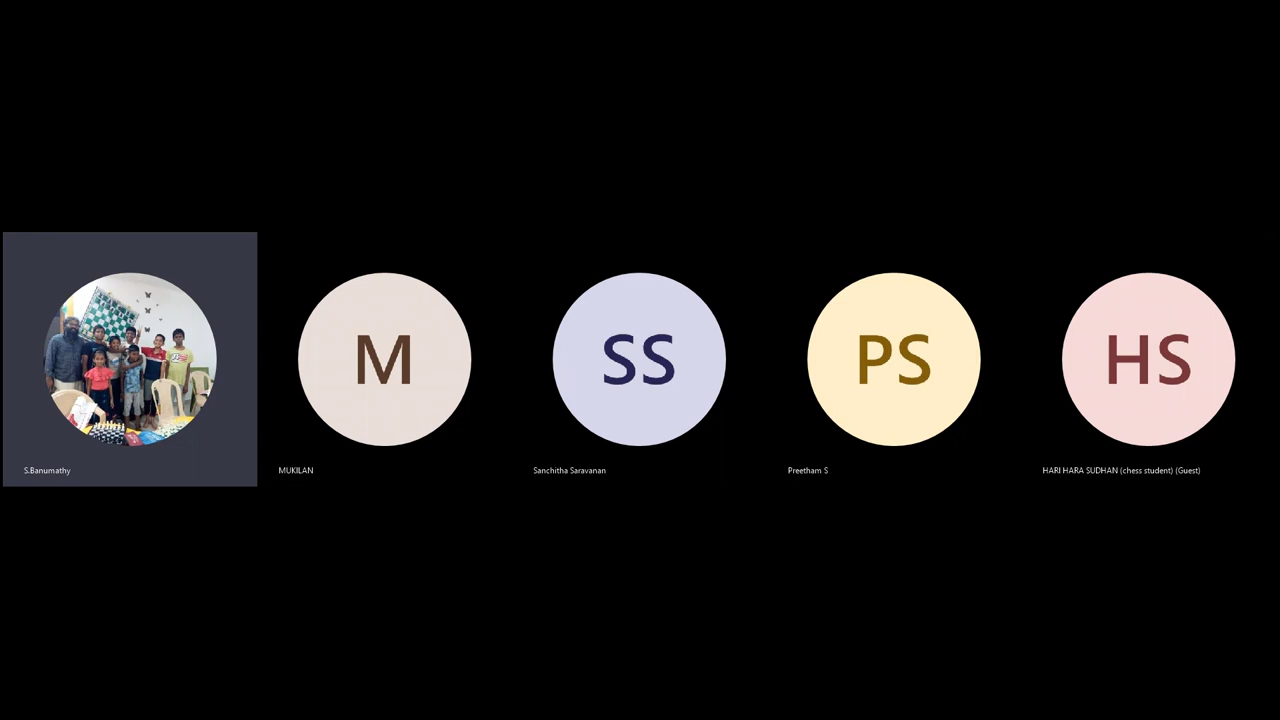 M
SS
PS
HS
S.Banumathy
MUKILAN
Sanchitha Saravanan
Preetham S
HARI HARA SUDHAN (chess student) (Guest)